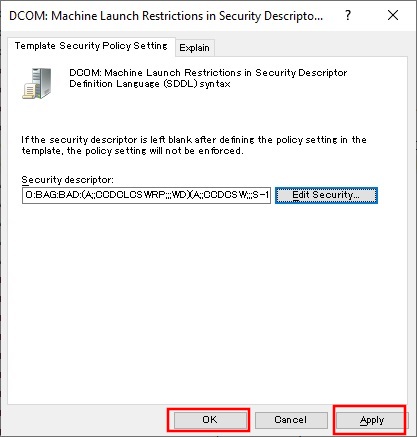 DCOM: Machine Launch Restrictions in Security Descripto...
Template Security Policy Setting
Explain
DCOM: Machine Launch Restrictions in Security Descriptor
Definition Language (SDDL) syntax
If the security descriptor is left blank after defining the policy setting in the
template, the policy setting will not be enforced.
Security descriptor:
O:BAG:BAD:(A;;CCDCLCSWRP;;;WD)(A;;CCDCSW;;;S-1
Edit Security...
OK
Cancel
Apply